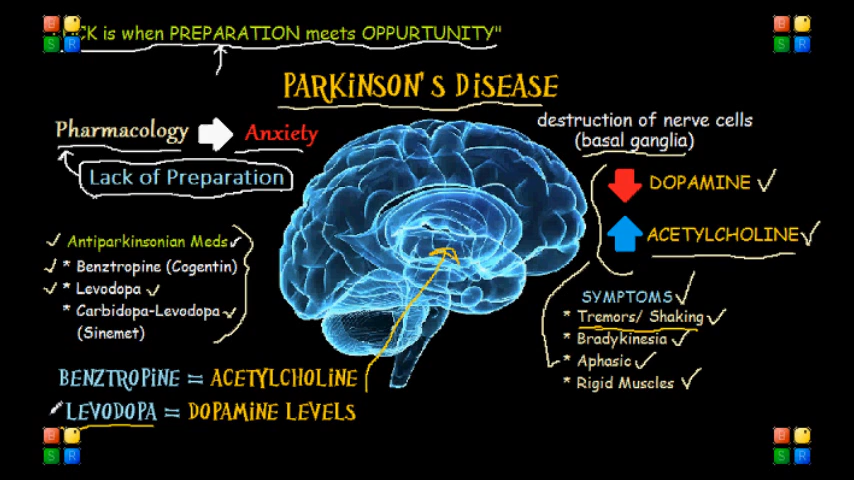 CK is when PREPARATION meets OPPURTUNITY"
PARKINSON'S DISEASE
Pharmacology
Anxiety
Lack of Preparation
destruction of nerve cells
(basal ganglia)
DOPAMINE
ACETYLCHOLINE
Antiparkinsonian Meds
* Benztropine (Cogentin)
* Levodopa
* Carbidopa-Levodopa
(Sinemet)
SYMPTOMS
* Tremors/ Shaking
* Bradykinesia
* Aphasic
* Rigid Muscles
BENZTROPINE = ACETYLCHOLINE
LEVODOPA = DOPAMINE LEVELS
B
S R
B
S R
B
S R
B
S R